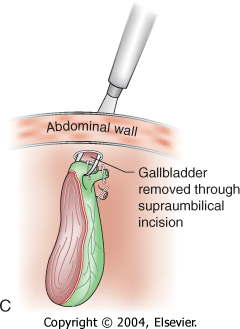 Abdominal wall
Gallbladder
removed through
supraumbilical
incision
C
Copyright © 2004, Elsevier.